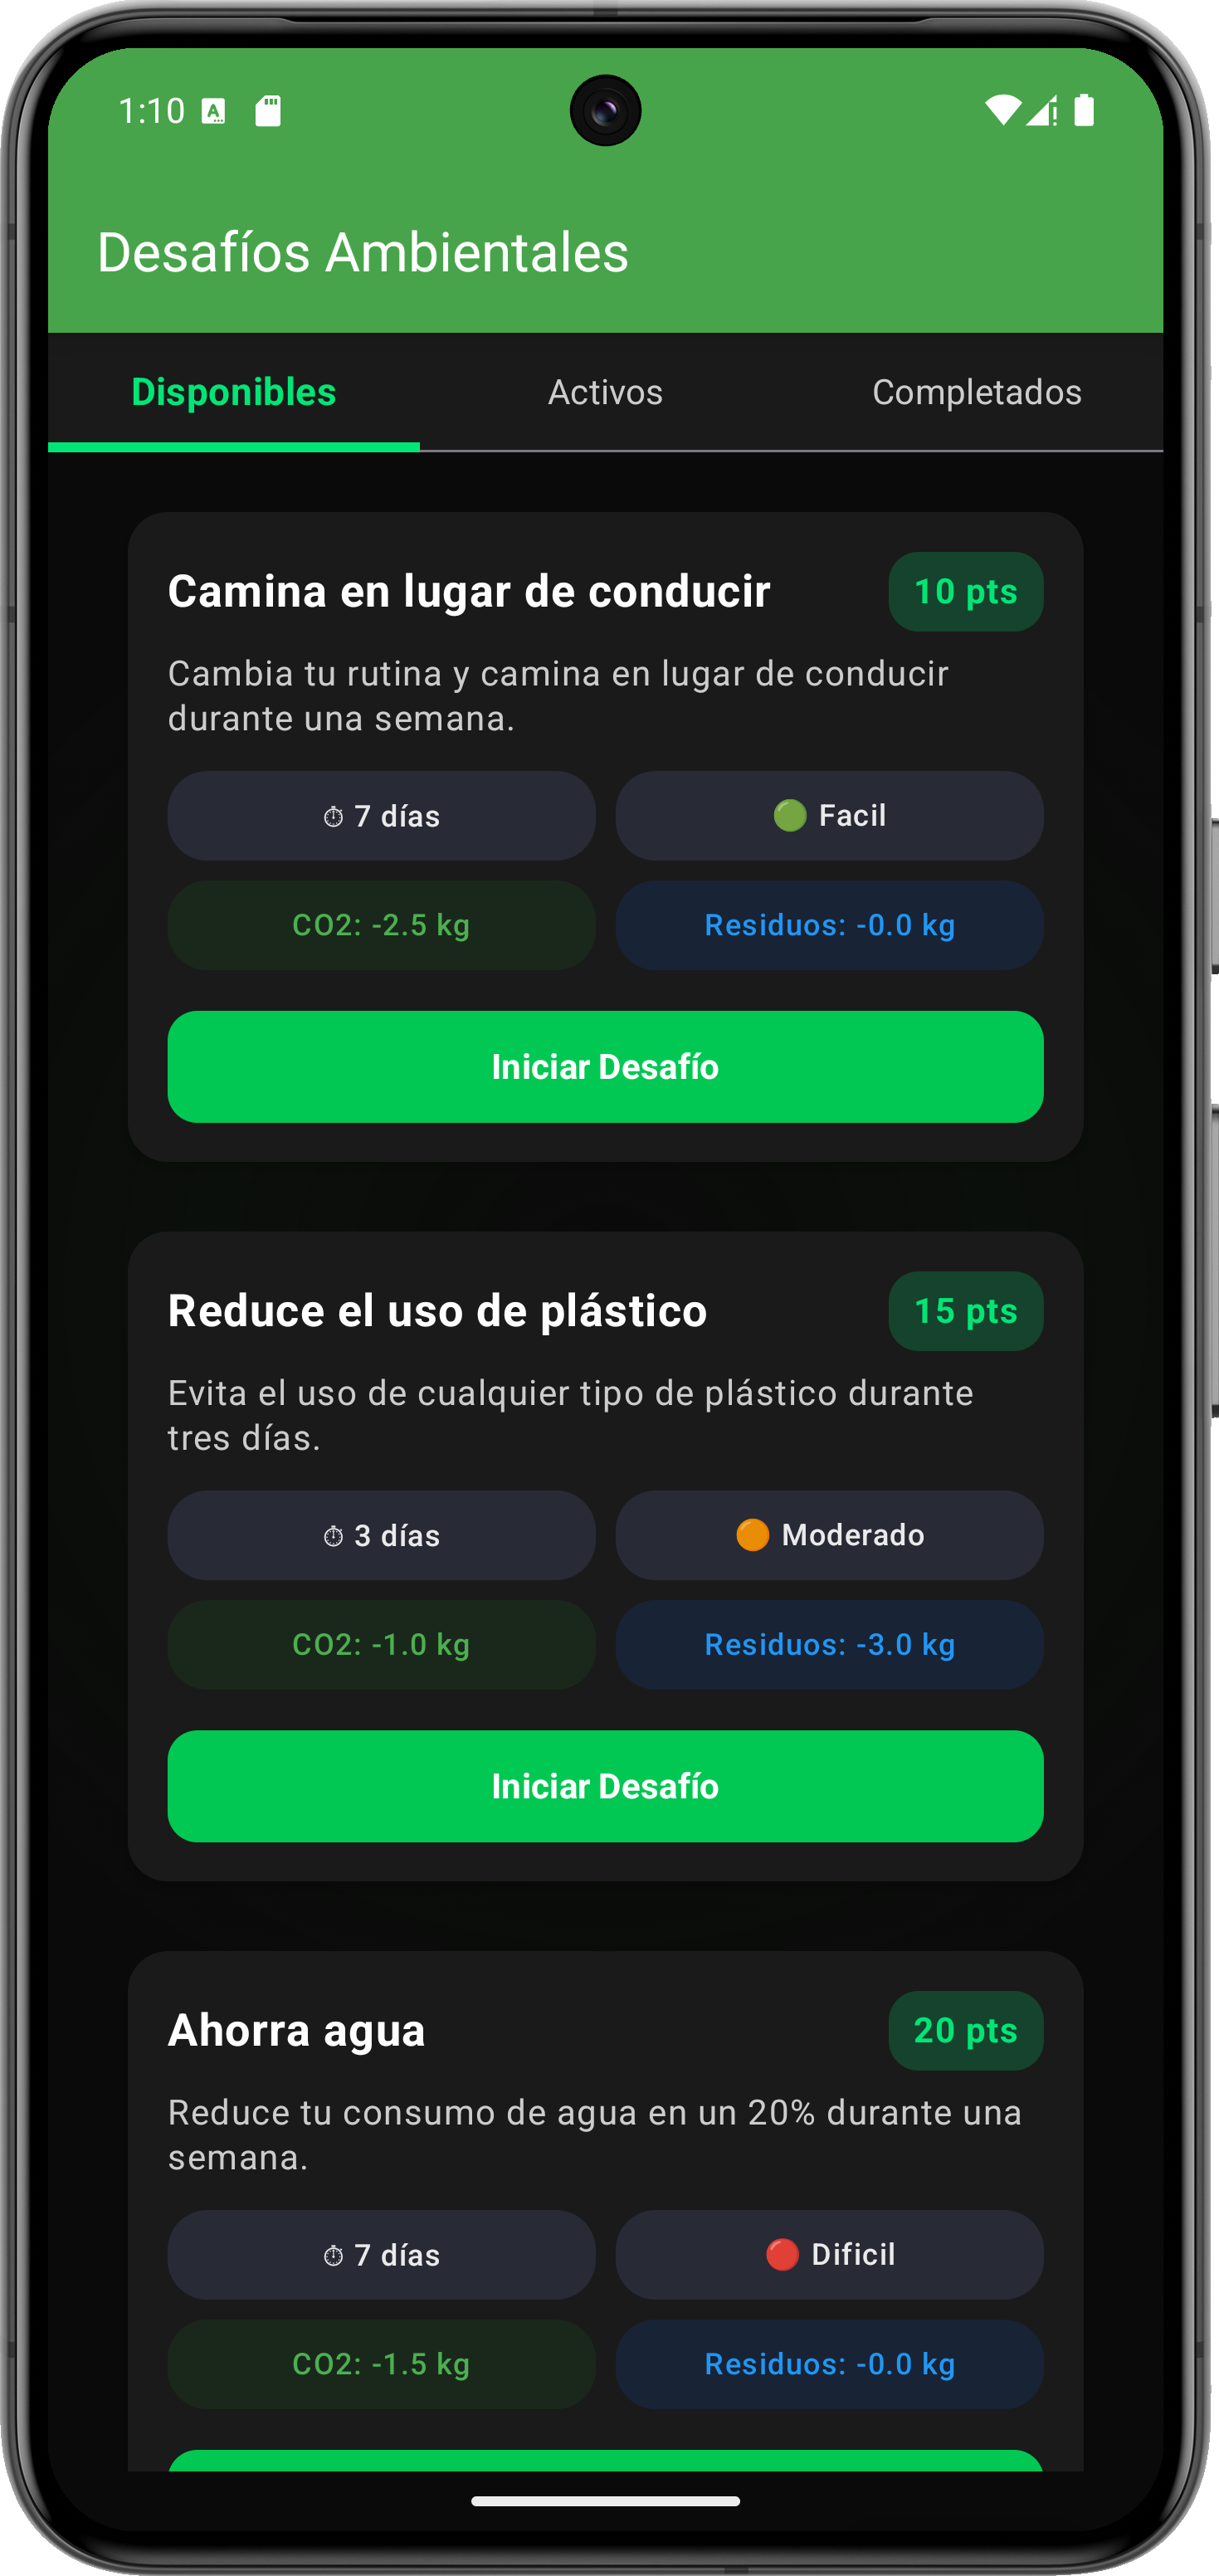 1:10
Desafíos Ambientales
Disponibles Activos Completados
Camina en lugar de conducir 10 pts
Cambia tu rutina y camina en lugar de conducir
durante una semana.
⏱ 7 días 🟢 Facil
CO2: -2.5 kg Residuos: -0.0 kg
Iniciar Desafío
Reduce el uso de plástico 15 pts
Evita el uso de cualquier tipo de plástico durante
tres días.
⏱ 3 días 🟠 Moderado
CO2: -1.0 kg Residuos: -3.0 kg
Iniciar Desafío
Ahorra agua 20 pts
Reduce tu consumo de agua en un 20% durante una
semana.
⏱ 7 días 🔴 Dificil
CO2: -1.5 kg Residuos: -0.0 kg